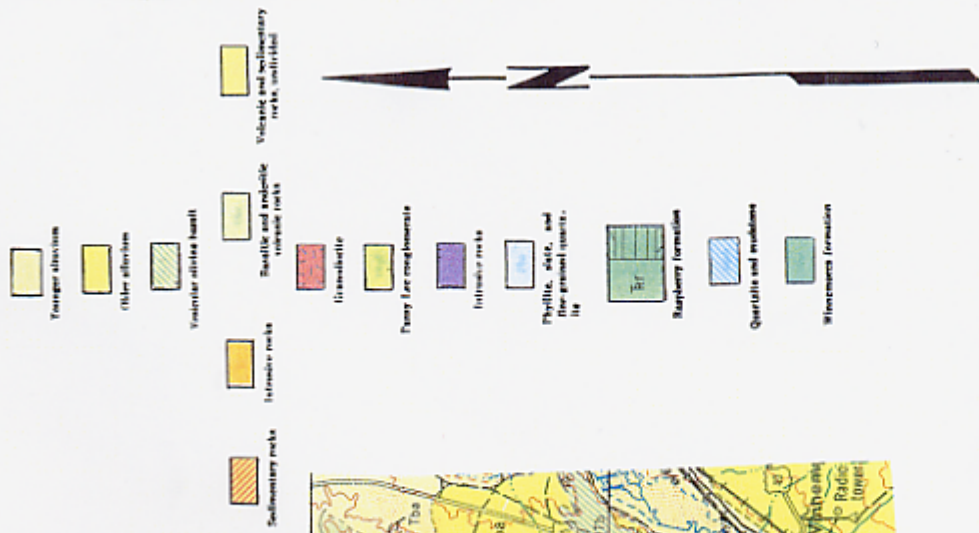 Younger alluvium
Older alluvium
Vesicular olivine basalt
Sedimentary rocks
Intrusive rocks
Basaltic and andesitic
volcanic rocks
Volcanic and sedimentary
rocks, undivided
Granodiorite
Pansy Lee conglomerate
Intrusive rocks
Phyllite, slate, and
fine-grained quartz-
ite
Raspberry formation
Quartzite and mudstone
Winnemucca formation
N
Tba
Radio
tower